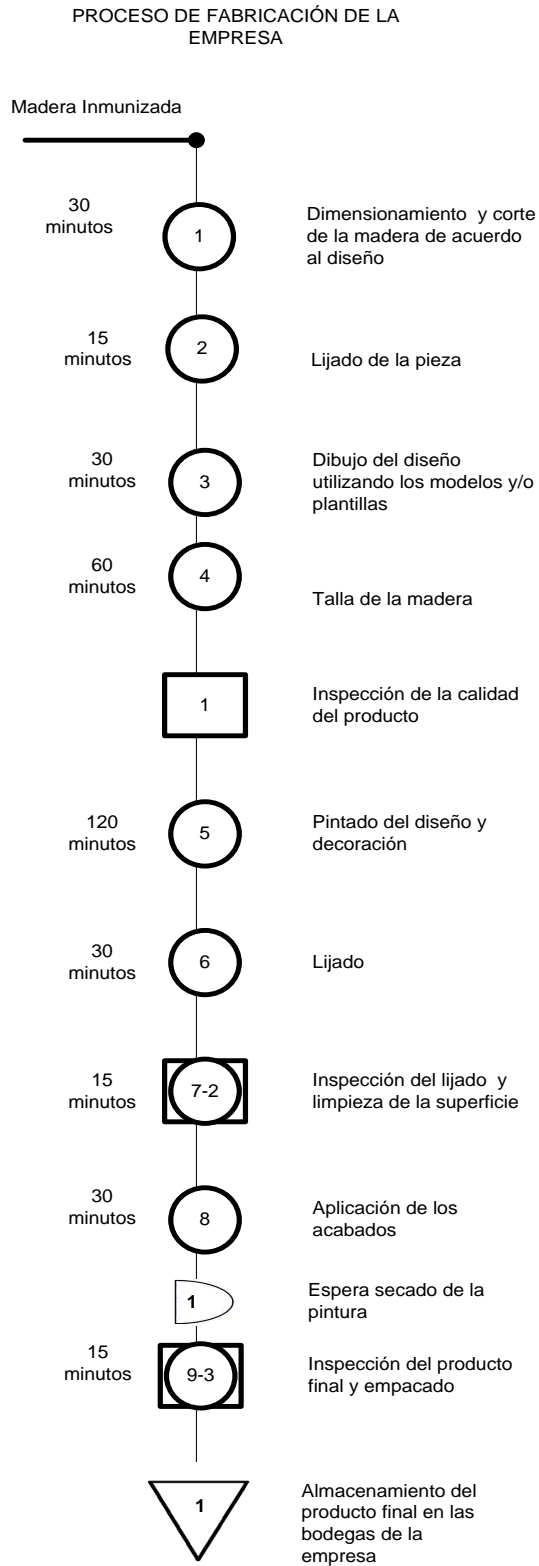 PROCESO DE FABRICACIÓN DE LA
EMPRESA
Madera Inmunizada
30
minutos
1
Dimensionamiento y corte
de la madera de acuerdo
al diseño
15
minutos
2
Lijado de la pieza
30
minutos
3
Dibujo del diseño
utilizando los modelos y/o
plantillas
60
minutos
4
Talla de la madera
1
Inspección de la calidad
del producto
120
minutos
5
Pintado del diseño y
decoración
30
minutos
6
Lijado
15
minutos
7-2
Inspección del lijado y
limpieza de la superficie
30
minutos
8
Aplicación de los
acabados
1
Espera secado de la
pintura
15
minutos
9-3
Inspección del producto
final y empacado
1
Almacenamiento del
producto final en las
bodegas de la
empresa